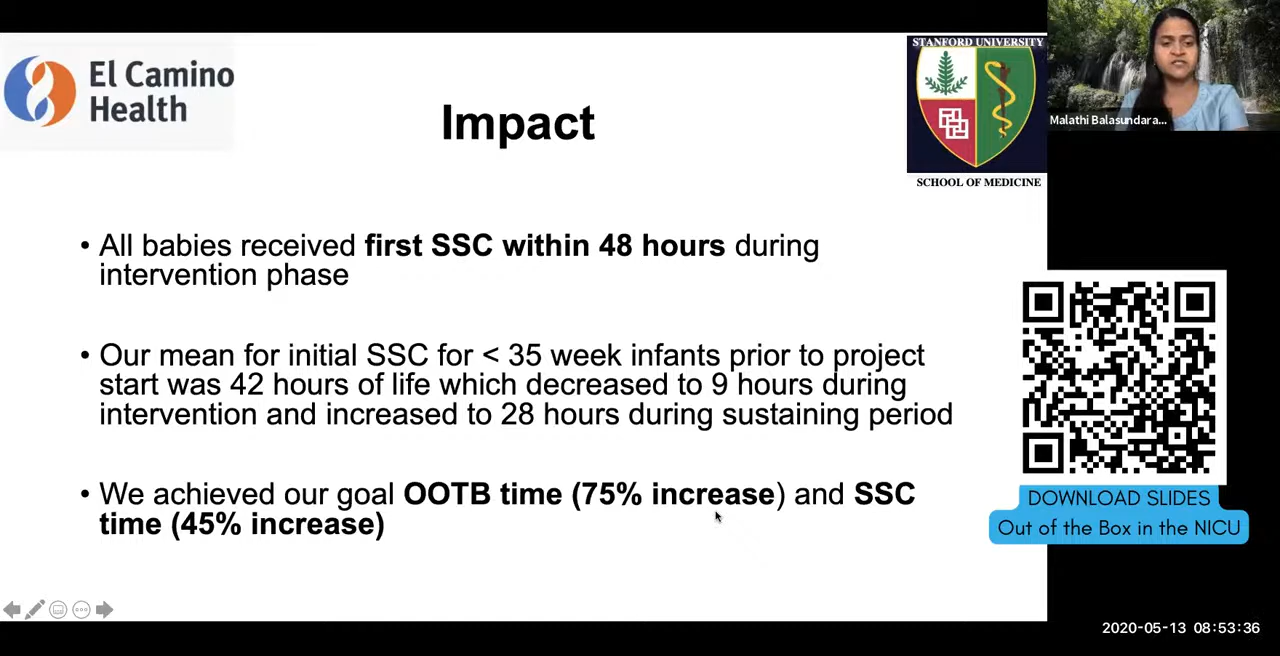 El Camino
Health
Impact
STANFORD UNIVERSITY
SCHOOL OF MEDICINE
Malathi Balasundara...
• All babies received first SSC within 48 hours during
intervention phase
• Our mean for initial SSC for < 35 week infants prior to project
start was 42 hours of life which decreased to 9 hours during
intervention and increased to 28 hours during sustaining period
• We achieved our goal OOTB time (75% increase) and SSC
time (45% increase)
DOWNLOAD SLIDES
Out of the Box in the NICU
2020-05-13 08:53:36